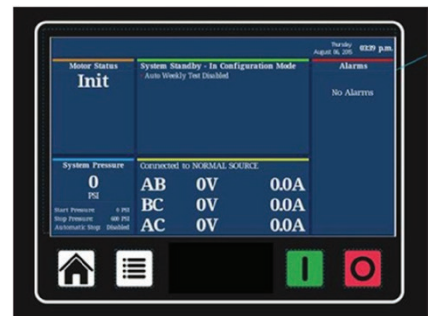 Thursday
August 06, 2015 03:39 p.m.
Motor Status
Init
System Standby - In Configuration Mode
- Auto Weekly Test Disabled
Alarms
No Alarms
System Pressure
0
PSI
Start Pressure 0 PSI
Stop Pressure 600 PSI
Automatic Stop Disabled
Connected to NORMAL SOURCE
AB 0V 0.0A
BC 0V 0.0A
AC 0V 0.0A